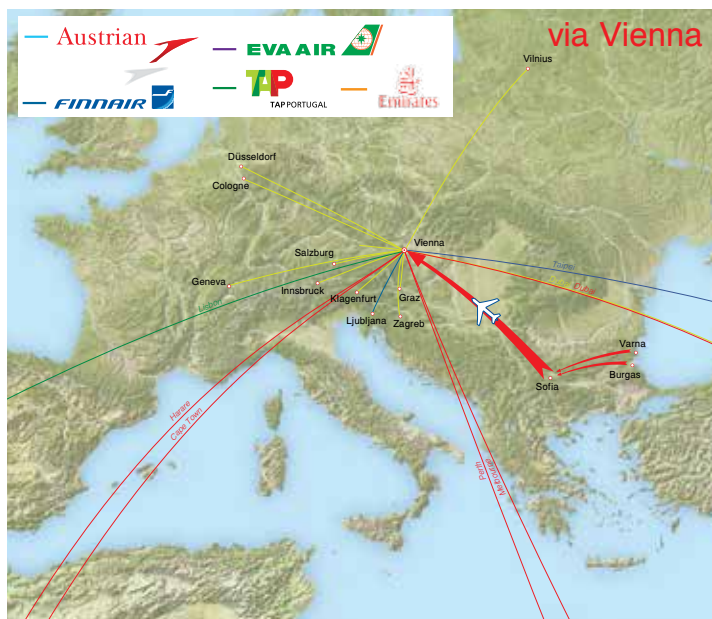 Austrian
EVA AIR
via Vienna
Vilnius
FINNAIR
TAP
TAP PORTUGAL
Emirates
Düsseldorf
Cologne
Vienna
Salzburg
Taipei
Geneva
Innsbruck
Dubai
Klagenfurt
Graz
Lisbon
Ljubljana
Zagreb
Varna
Burgas
Sofia
Harare
Cape Town
Perth
Melbourne